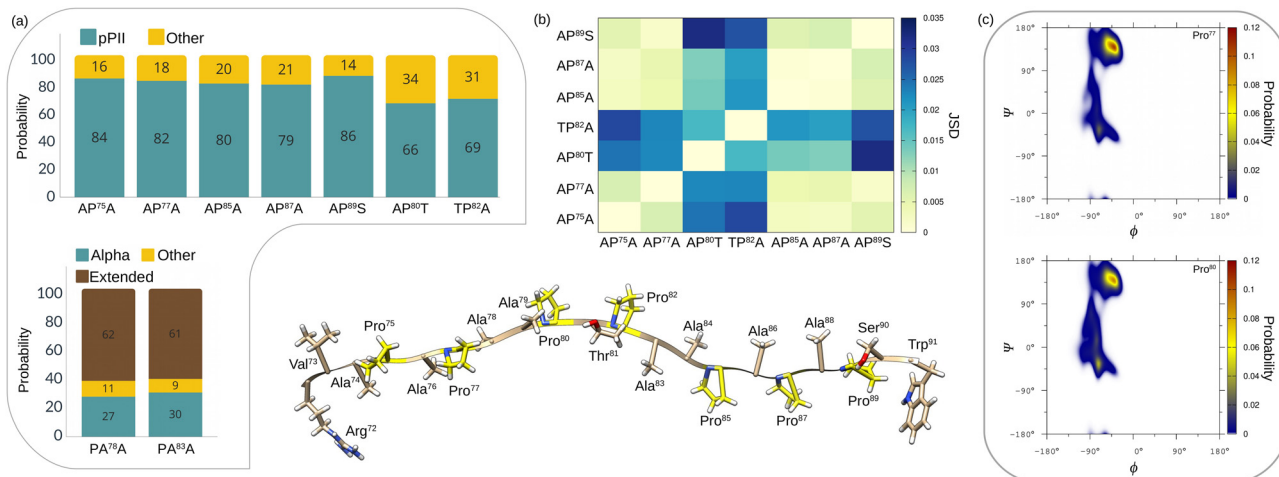 (a)
pPII Other
Probability
100
80
60
40
20
0
16 18 20 21 14 34 31
84 82 80 79 86 66 69
AP⁷⁵A AP⁷⁷A AP⁸⁵A AP⁸⁷A AP⁸⁹S AP⁸⁰T TP⁸²A
Alpha Other
Extended
Probability
100
80
60
40
20
0
62 61
11 9
27 30
PA⁷⁸A PA⁸³A
(b)
AP⁸⁹S
AP⁸⁷A
AP⁸⁵A
TP⁸²A
AP⁸⁰T
AP⁷⁷A
AP⁷⁵A
AP⁷⁵A AP⁷⁷A AP⁸⁰T TP⁸²A AP⁸⁵A AP⁸⁷A AP⁸⁹S
0.035
0.03
0.025
0.02
0.015
0.01
0.005
0
JSD
Arg⁷²
Val⁷³
Ala⁷⁴
Pro⁷⁵
Ala⁷⁶
Pro⁷⁷
Ala⁷⁸
Ala⁷⁹
Pro⁸⁰
Thr⁸¹
Pro⁸²
Ala⁸³
Ala⁸⁴
Pro⁸⁵
Ala⁸⁶
Pro⁸⁷
Ala⁸⁸
Pro⁸⁹
Ser⁹⁰
Trp⁹¹
(c)
Pro⁷⁷
180°
90°
0°
−90°
−180°
Ψ
−180° −90° 0° 90° 180°
ϕ
0.12
0.1
0.08
0.06
0.04
0.02
0
Probability
Pro⁸⁰
180°
90°
0°
−90°
−180°
Ψ
−180° −90° 0° 90° 180°
ϕ
0.12
0.1
0.08
0.06
0.04
0.02
0
Probability